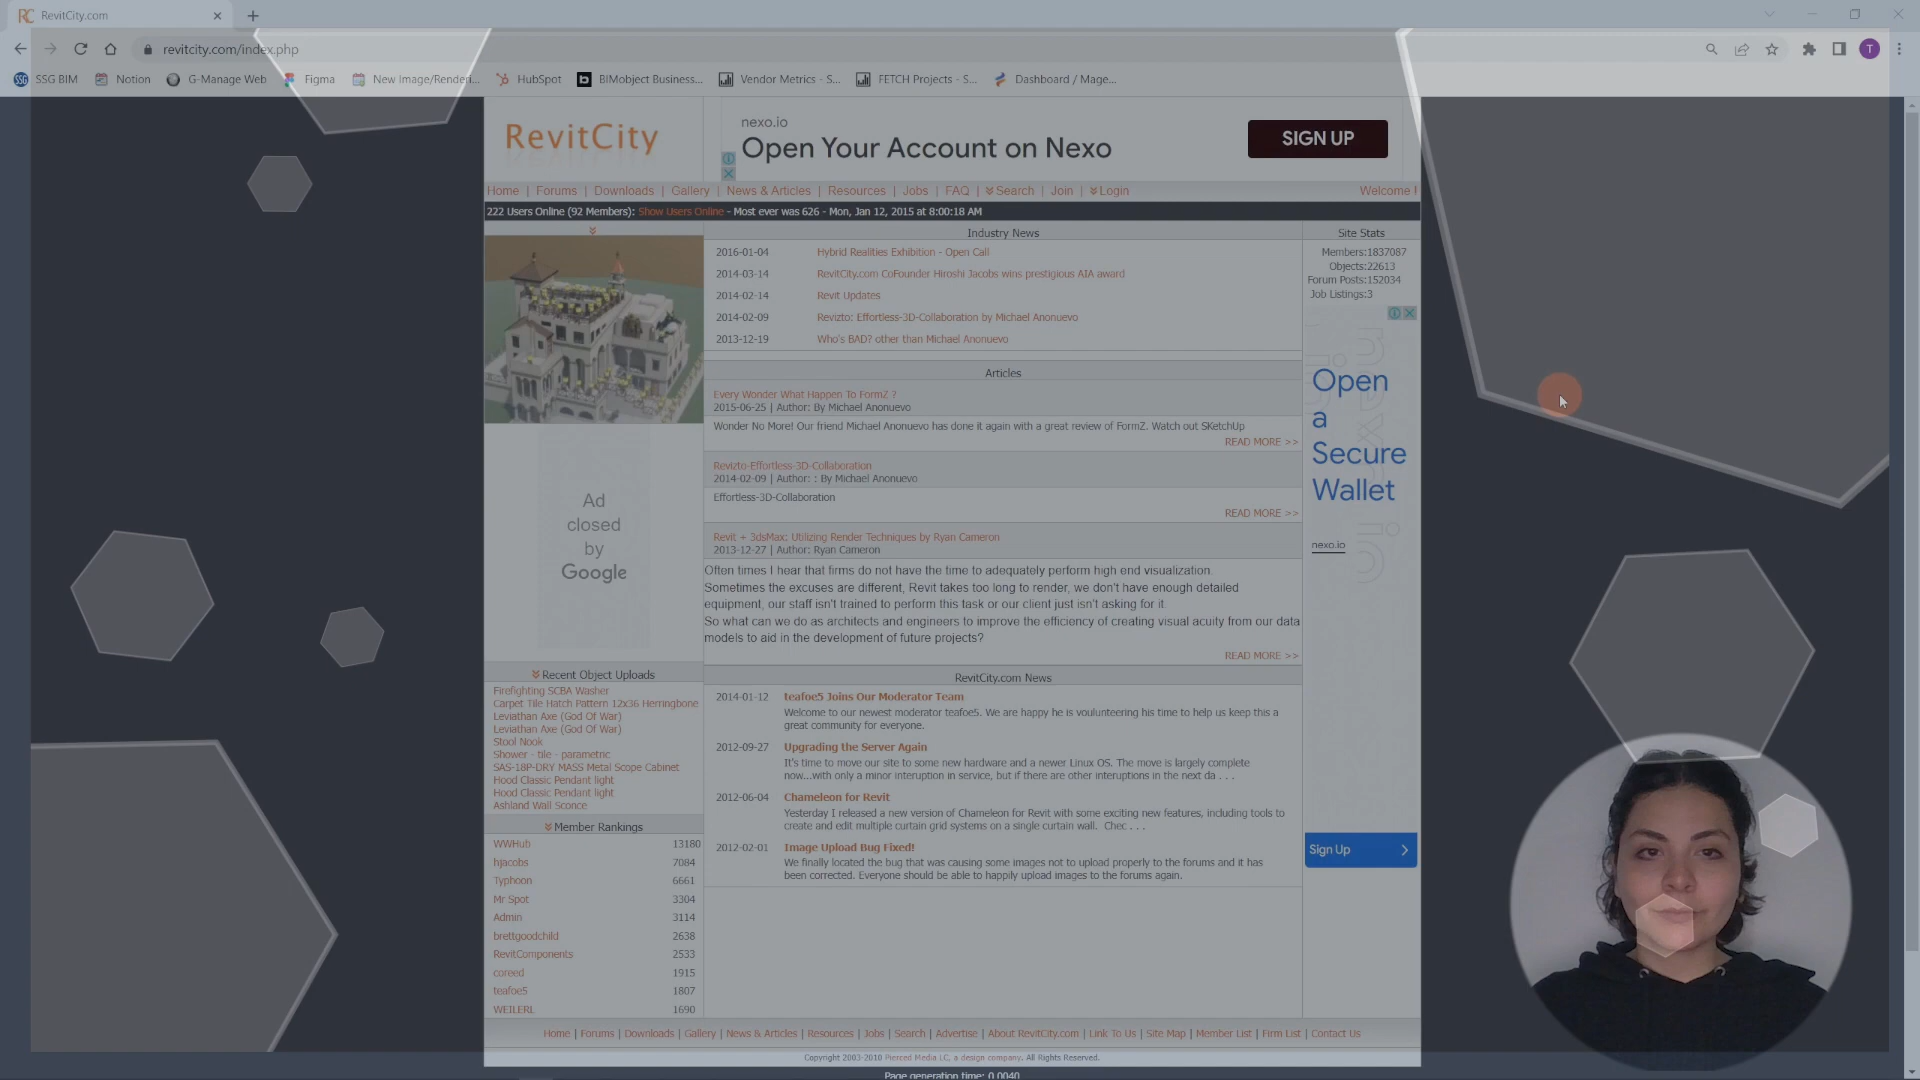 RevitCity.com
revitcity.com/index.php
T
SSG BIM
Notion
G-Manage Web
Figma
New Image/Renderi...
HubSpot
BIMobject Business...
Vendor Metrics - S...
FETCH Projects - S...
Dashboard / Mage...
RevitCity
nexo.io
Open Your Account on Nexo
SIGN UP
Home | Forums | Downloads | Gallery | News & Articles | Resources | Jobs | FAQ | Search | Join | Login
Welcome !
222 Users Online (92 Members): Show Users Online - Most ever was 626 - Mon, Jan 12, 2015 at 8:00:18 AM
Industry News
2016-01-04 Hybrid Realities Exhibition - Open Call
2014-03-14 RevitCity.com CoFounder Hiroshi Jacobs wins prestigious AIA award
2014-02-14 Revit Updates
2014-02-09 Revizto: Effortless-3D-Collaboration by Michael Anonuevo
2013-12-19 Who's BAD? other than Michael Anonuevo
Articles
Every Wonder What Happen To FormZ ?
2015-06-25 | Author: By Michael Anonuevo
Wonder No More! Our friend Michael Anonuevo has done it again with a great review of FormZ. Watch out SKetchUp
READ MORE >>
Revizto-Effortless-3D-Collaboration
2014-02-09 | Author: : By Michael Anonuevo
Effortless-3D-Collaboration
READ MORE >>
Revit + 3dsMax: Utilizing Render Techniques by Ryan Cameron
2013-12-27 | Author: Ryan Cameron
Often times I hear that firms do not have the time to adequately perform high end visualization.
Sometimes the excuses are different, Revit takes too long to render, we don't have enough detailed
equipment, our staff isn't trained to perform this task or our client just isn't asking for it.
So what can we do as architects and engineers to improve the efficiency of creating visual acuity from our data
models to aid in the development of future projects?
READ MORE >>
RevitCity.com News
2014-01-12 teafoe5 Joins Our Moderator Team
Welcome to our newest moderator teafoe5. We are happy he is voulunteering his time to help us keep this a
great community for everyone.
2012-09-27 Upgrading the Server Again
It's time to move our site to some new hardware and a newer Linux OS. The move is largely complete
now...with only a minor interuption in service, but if there are other interuptions in the next da . . .
2012-06-04 Chameleon for Revit
Yesterday I released a new version of Chameleon for Revit with some exciting new features, including tools to
create and edit multiple curtain grid systems on a single curtain wall. Chec . . .
2012-02-01 Image Upload Bug Fixed!
We finally located the bug that was causing some images not to upload properly to the forums and it has
been corrected. Everyone should be able to happily upload images to the forums again.
Site Stats
Members:1837087
Objects:22613
Forum Posts:152034
Job Listings:3
Open
a
Secure
Wallet
nexo.io
Sign Up
Ad
closed
by
Google
Recent Object Uploads
Firefighting SCBA Washer
Carpet Tile Hatch Pattern 12x36 Herringbone
Leviathan Axe (God Of War)
Leviathan Axe (God Of War)
Stool Nook
Shower - tile - parametric
SAS-18P-DRY MASS Metal Scope Cabinet
Hood Classic Pendant light
Hood Classic Pendant light
Ashland Wall Sconce
Member Rankings
WWHub 13180
hjacobs 7084
Typhoon 6661
Mr Spot 3304
Admin 3114
brettgoodchild 2638
RevitComponents 2533
coreed 1915
teafoe5 1807
WEILERL 1690
Home | Forums | Downloads | Gallery | News & Articles | Resources | Jobs | Search | Advertise | About RevitCity.com | Link To Us | Site Map | Member List | Firm List | Contact Us
Copyright 2003-2010 Pierced Media LC, a design company. All Rights Reserved.
Page generation time: 0.0040